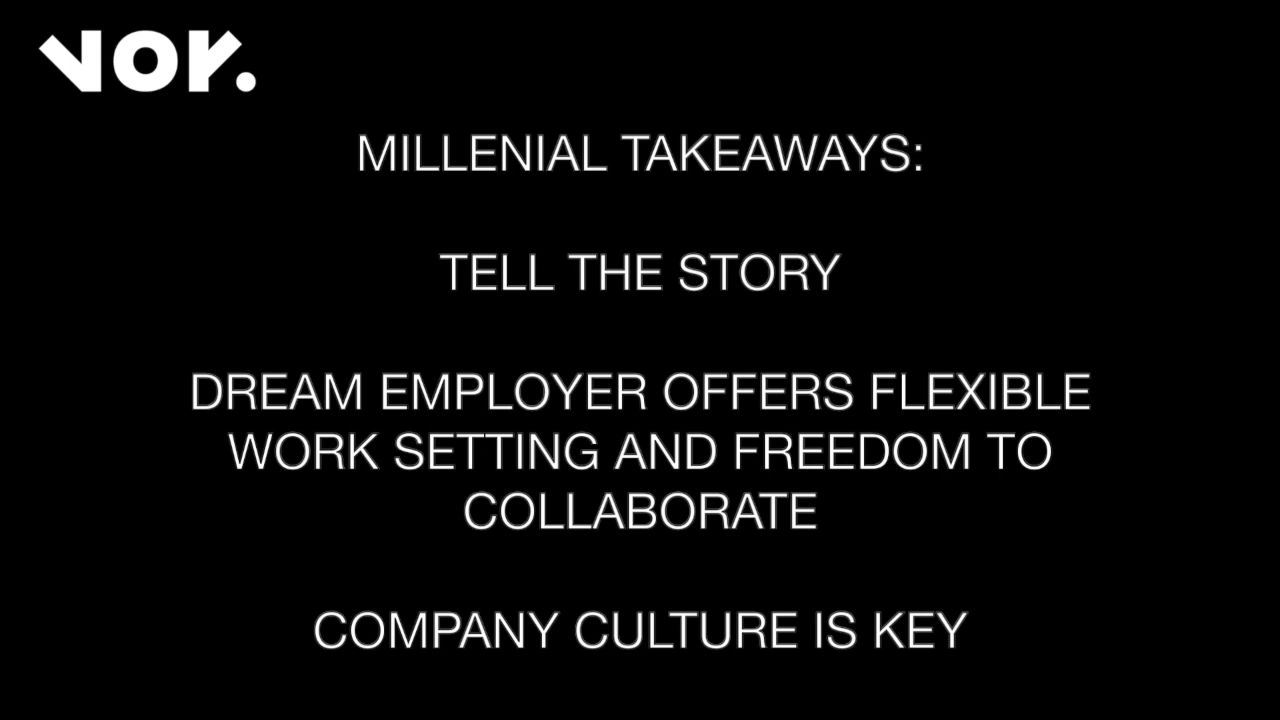 VOK.
MILLENIAL TAKEAWAYS:
TELL THE STORY
DREAM EMPLOYER OFFERS FLEXIBLE
WORK SETTING AND FREEDOM TO
COLLABORATE
COMPANY CULTURE IS KEY